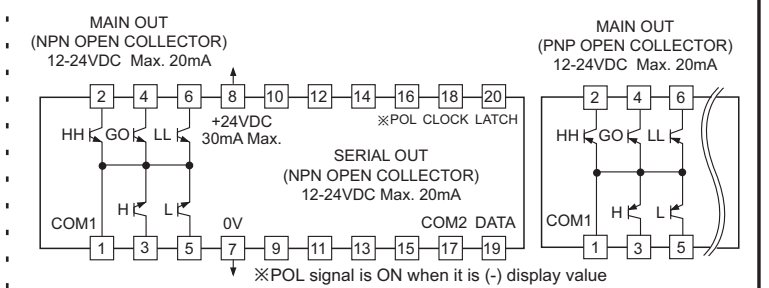 MAIN OUT
(NPN OPEN COLLECTOR)
12-24VDC Max. 20mA
2 4 6 8 10 12 14 16 18 20
+24VDC
30mA Max.
※POL CLOCK LATCH
HH GO LL
SERIAL OUT
(NPN OPEN COLLECTOR)
12-24VDC Max. 20mA
H L
COM1 0V COM2 DATA
1 3 5 7 9 11 13 15 17 19
※POL signal is ON when it is (-) display value
MAIN OUT
(PNP OPEN COLLECTOR)
12-24VDC Max. 20mA
2 4 6
HH GO LL
H L
COM1
1 3 5